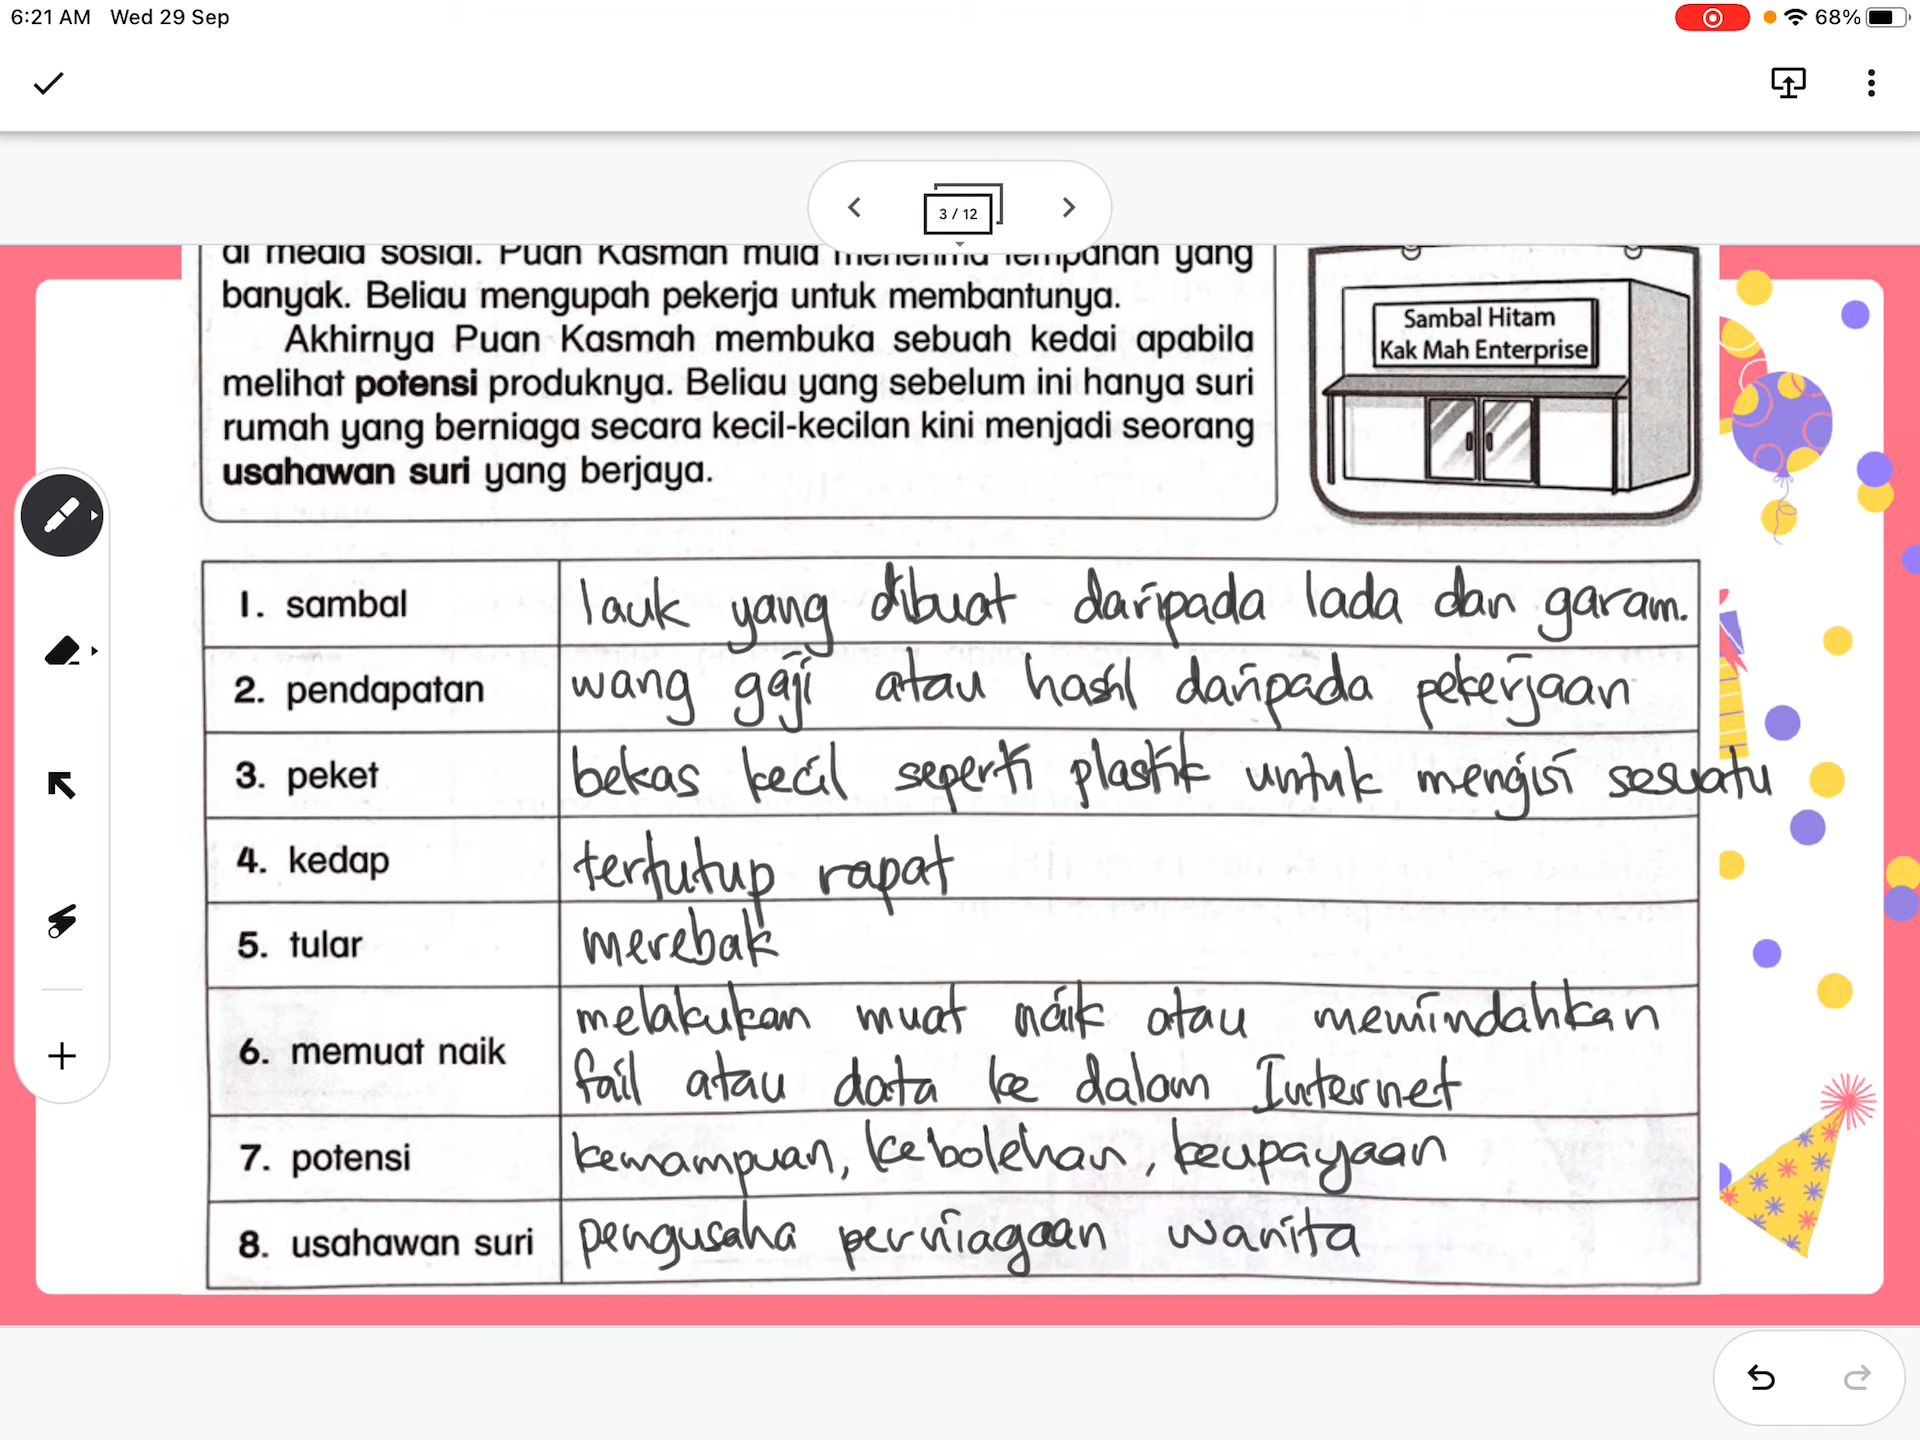 6:21 AM Wed 29 Sep
68%
3 / 12
di media sosial. Puan Kasmah mula menerima tempahan yang
banyak. Beliau mengupah pekerja untuk membantunya.
Akhirnya Puan Kasmah membuka sebuah kedai apabila
melihat potensi produknya. Beliau yang sebelum ini hanya suri
rumah yang berniaga secara kecil-kecilan kini menjadi seorang
usahawan suri yang berjaya.
Sambal Hitam
Kak Mah Enterprise
1. sambal lauk yang dibuat daripada lada dan garam.
2. pendapatan wang gaji atau hasil daripada pekerjaan
3. peket bekas kecil seperti plastik untuk mengisi sesuatu
4. kedap tertutup rapat
5. tular merebak
6. memuat naik melakukan muat naik atau memindahkan
fail atau data ke dalam Internet
7. potensi kemampuan, kebolehan, keupayaan
8. usahawan suri pengusaha perniagaan wanita